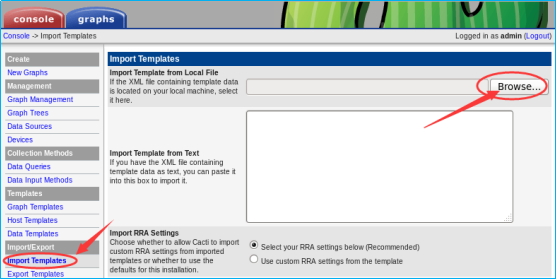 console graphs
Console -> Import Templates
Logged in as admin (Logout)
Create
New Graphs
Management
Graph Management
Graph Trees
Data Sources
Devices
Collection Methods
Data Queries
Data Input Methods
Templates
Graph Templates
Host Templates
Data Templates
Import/Export
Import Templates
Export Templates
Import Templates
Import Template from Local File
If the XML file containing template data
is located on your local machine, select
it here.
Browse...
Import Template from Text
If you have the XML file containing
template data as text, you can paste it
into this box to import it.
Import RRA Settings
Choose whether to allow Cacti to import
custom RRA settings from imported
templates or whether to use the
defaults for this installation.
Select your RRA settings below (Recommended)
Use custom RRA settings from the template